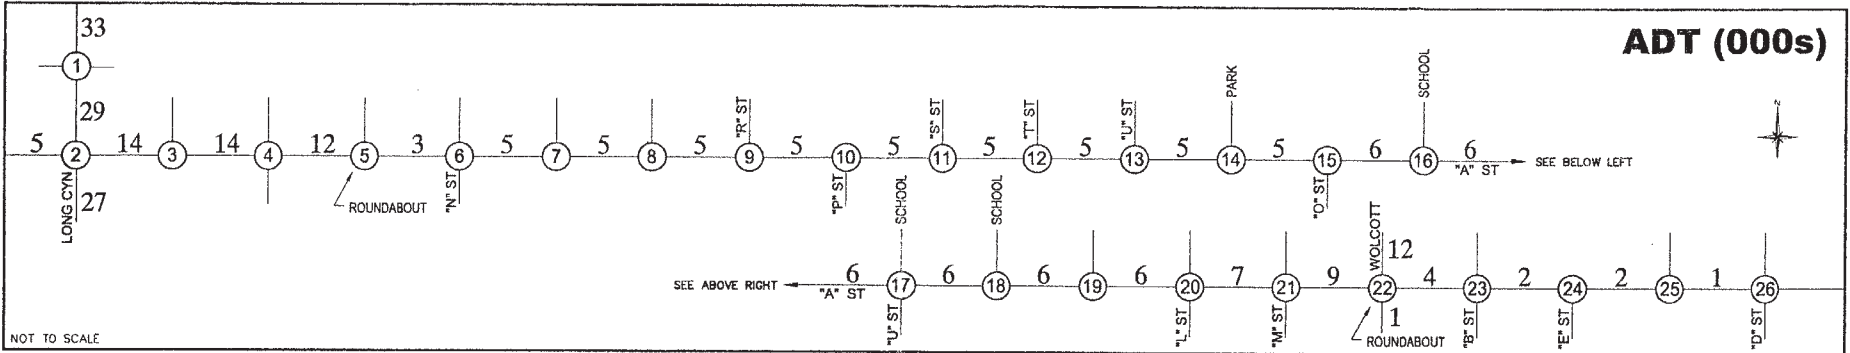 ADT (000s)
33
1
29
5 2 14 3 14 4 12 5 3 6 5 7 5 8 5 9 5 10 5 11 5 12 5 13 5 14 5 15 6 16 6
LONG CYN
27
ROUNDABOUT
"N" ST
"R" ST
"P" ST
"S" ST
"T" ST
"U" ST
PARK
"O" ST
SCHOOL
"A" ST
SEE BELOW LEFT
N
SEE ABOVE RIGHT
6 17 6 18 6 19 6 20 7 21 9 22 4 23 2 24 2 25 1 26
"A" ST
SCHOOL
"U" ST
SCHOOL
"L" ST
"M" ST
WOLCOTT
12
1
ROUNDABOUT
"B" ST
"E" ST
"D" ST
NOT TO SCALE